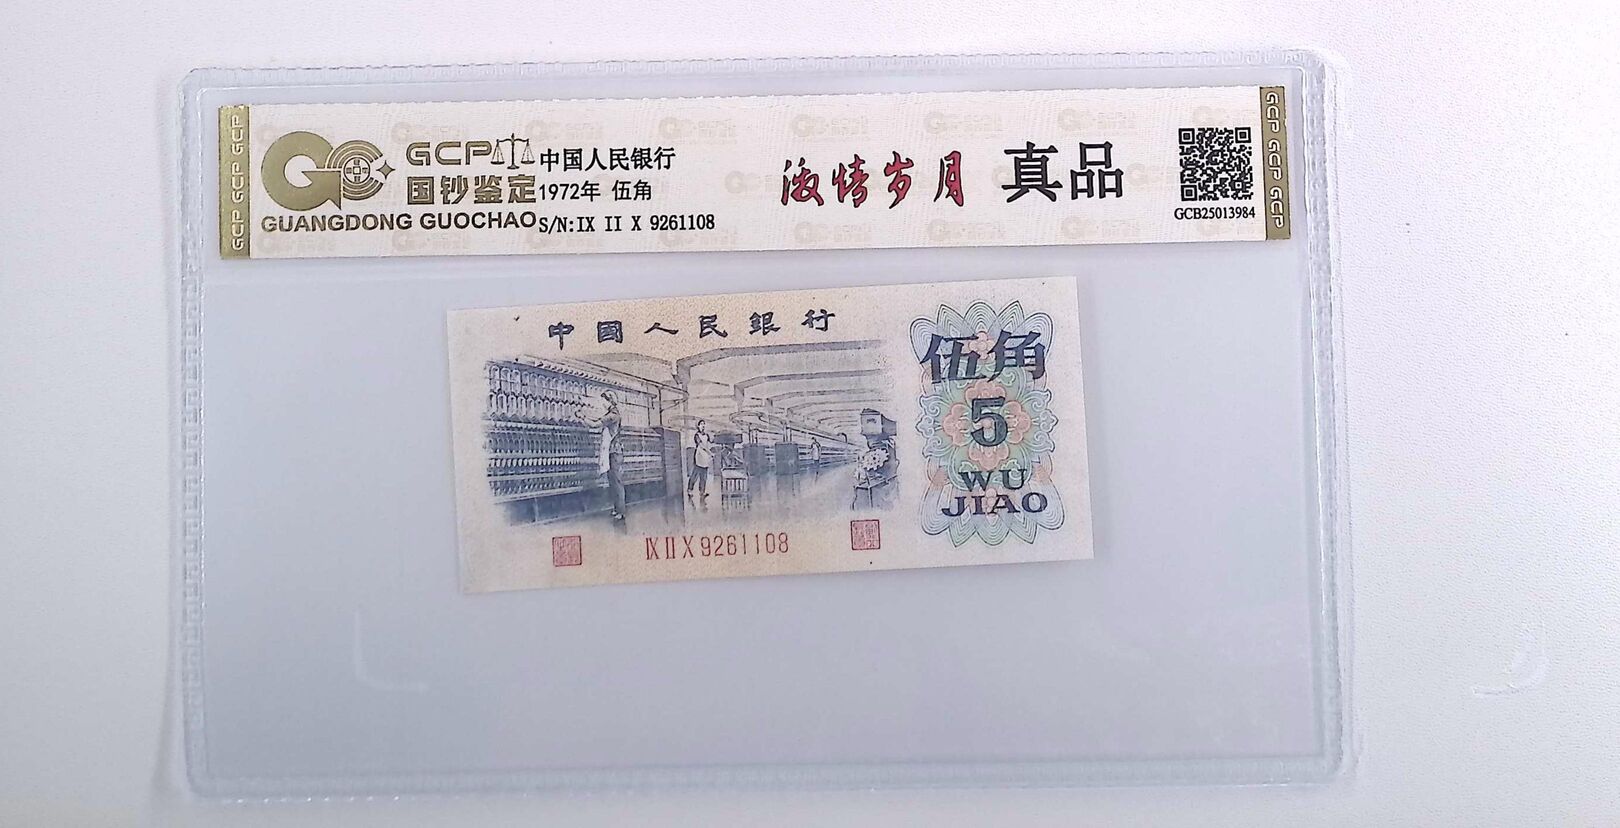 GCP GCP GCP
GCP
国钞鉴定
GUANGDONG GUOCHAO
中国人民银行
1972年 伍角
S/N:IX II X 9261108
激情岁月
真品
GCB25013984
GCP GCP GCP
中國人民銀行
伍角
5
WU
JIAO
IX II X 9261108